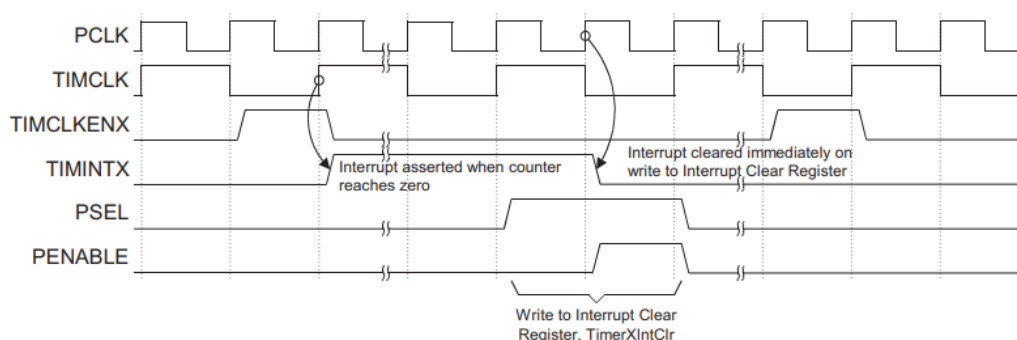 PCLK
TIMCLK
TIMCLKENX
TIMINTX
Interrupt asserted when counter
reaches zero
Interrupt cleared immediately on
write to Interrupt Clear Register
PSEL
PENABLE
Write to Interrupt Clear
Register, TimerXIntClr